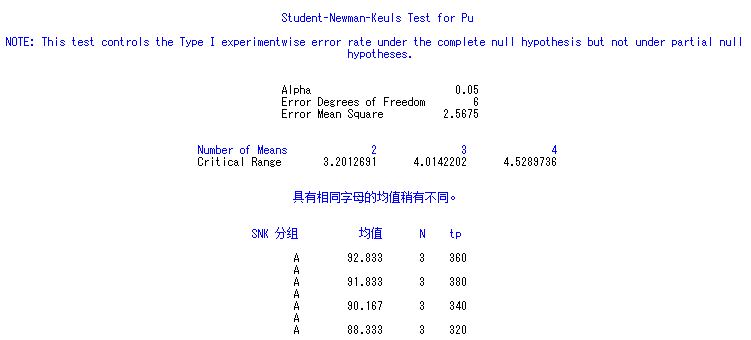 Student-Newman-Keuls Test for Pu
NOTE: This test controls the Type I experimentwise error rate under the complete null hypothesis but not under partial null
hypotheses.
Alpha 0.05
Error Degrees of Freedom 6
Error Mean Square 2.5675
Number of Means 2 3 4
Critical Range 3.2012691 4.0142202 4.5289736
具有相同字母的均值稍有不同。
SNK 分组 均值 N tp
A 92.833 3 360
A
A 91.833 3 380
A
A 90.167 3 340
A
A 88.333 3 320